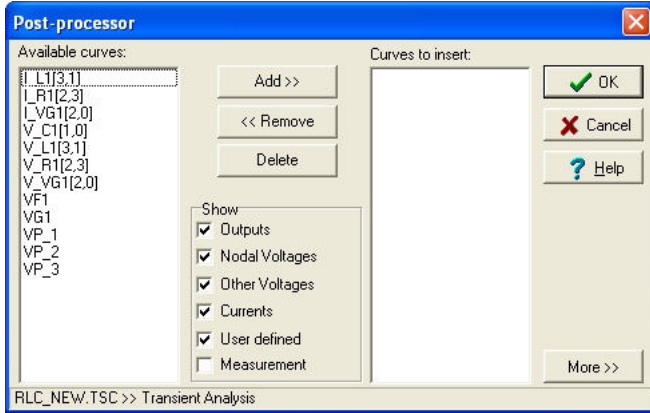 Post-processor
Available curves:
I_L1[3,1]
I_R1[2,3]
I_VG1[2,0]
V_C1[1,0]
V_L1[3,1]
V_R1[2,3]
V_VG1[2,0]
VF1
VG1
VP_1
VP_2
VP_3
Add >>
<< Remove
Delete
Show
Outputs
Nodal Voltages
Other Voltages
Currents
User defined
Measurement
Curves to insert:
OK
Cancel
Help
More >>
RLC_NEW.TSC >> Transient Analysis